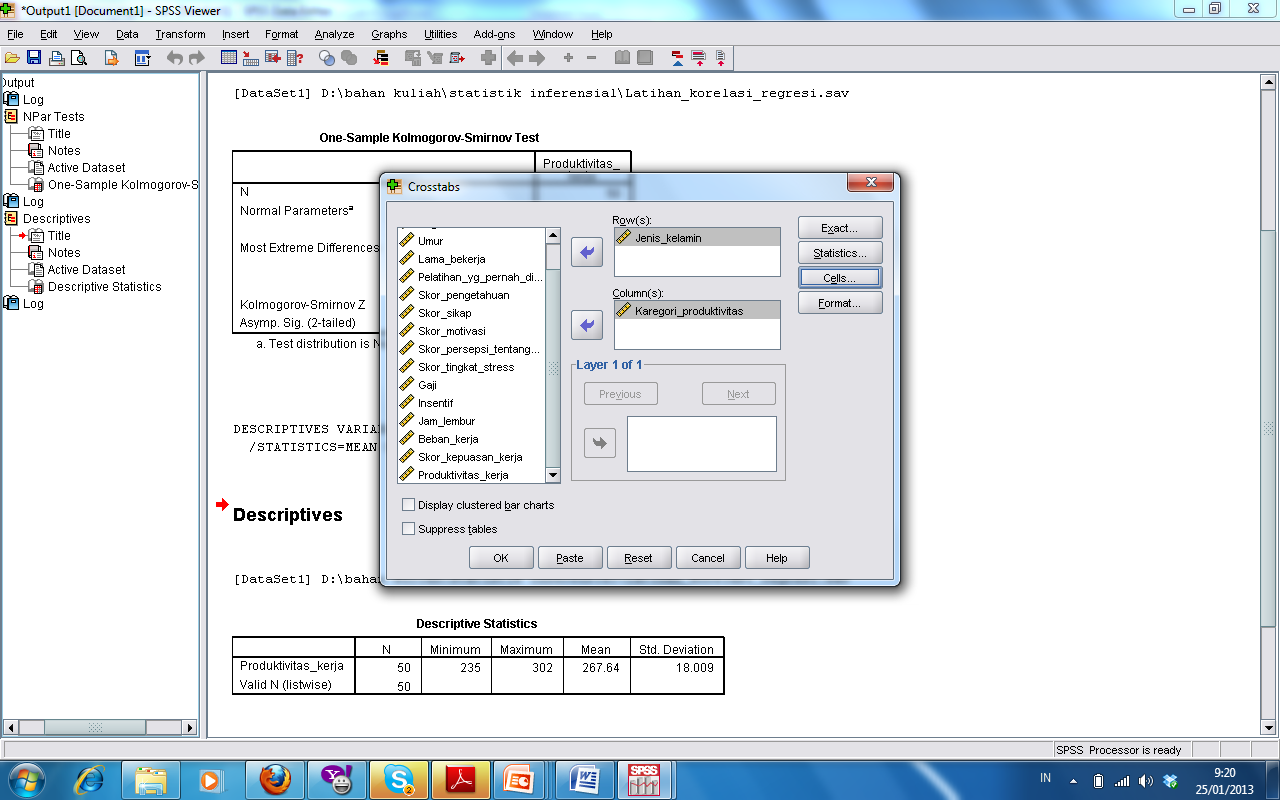 *Output1 [Document1] - SPSS Viewer
File Edit View Data Transform Insert Format Analyze Graphs Utilities Add-ons Window Help
Output
Log
NPar Tests
Title
Notes
Active Dataset
One-Sample Kolmogorov-S
Log
Descriptives
Title
Notes
Active Dataset
Descriptive Statistics
Log
[DataSet1] D:\bahan kuliah\statistik inferensial\Latihan_korelasi_regresi.sav
One-Sample Kolmogorov-Smirnov Test
Produktivitas_
N
Normal Parametersᵃ
Most Extreme Differences
Kolmogorov-Smirnov Z
Asymp. Sig. (2-tailed)
a. Test distribution is N
DESCRIPTIVES VARIA
/STATISTICS=MEAN
Crosstabs
Umur
Lama_bekerja
Pelatihan_yg_pernah_di...
Skor_pengetahuan
Skor_sikap
Skor_motivasi
Skor_persepsi_tentang...
Skor_tingkat_stress
Gaji
Insentif
Jam_lembur
Beban_kerja
Skor_kepuasan_kerja
Produktivitas_kerja
Row(s):
Jenis_kelamin
Column(s):
Karegori_produktivitas
Layer 1 of 1
Previous Next
Exact...
Statistics...
Cells...
Format...
Display clustered bar charts
Suppress tables
OK Paste Reset Cancel Help
Descriptives
[DataSet1] D:\bahan
Descriptive Statistics
N Minimum Maximum Mean Std. Deviation
Produktivitas_kerja 50 235 302 267.64 18.009
Valid N (listwise) 50
SPSS Processor is ready
IN
9:20
25/01/2013